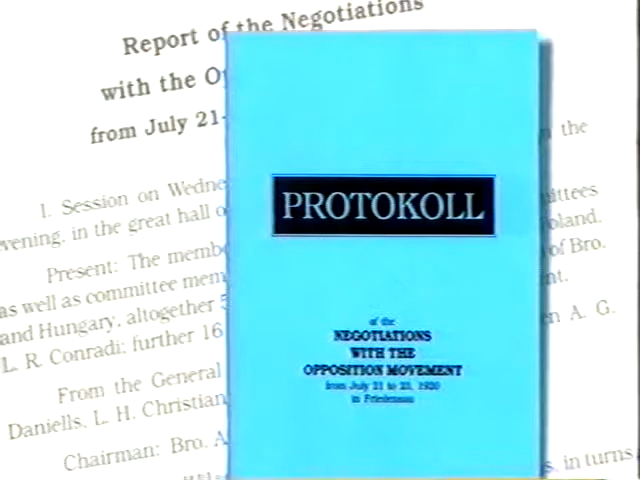 Report of the Negotiations
with the O
from July 21-
n the
I. Session on Wedne
ittees
vening, in the great hall o
oland.
Present: The memb
of Bro.
as well as committee mem
nt.
and Hungary, altogether 5
n A. G.
L. R. Conradi; further 16
From the General
Daniells, L. H. Christian
Chairman: Bro. A
s, in turns
PROTOKOLL
of the
NEGOTIATIONS
WITH THE
OPPOSITION MOVEMENT
from July 21 to 23, 1920
in Friedensau